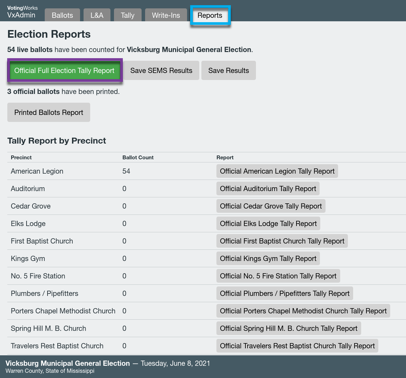 VotingWorks
VxAdmin Ballots L&A Tally Write-Ins Reports
Election Reports
54 live ballots have been counted for Vicksburg Municipal General Election.
Official Full Election Tally Report Save SEMS Results Save Results
3 official ballots have been printed.
Printed Ballots Report
Tally Report by Precinct
Precinct Ballot Count Report
American Legion 54 Official American Legion Tally Report
Auditorium 0 Official Auditorium Tally Report
Cedar Grove 0 Official Cedar Grove Tally Report
Elks Lodge 0 Official Elks Lodge Tally Report
First Baptist Church 0 Official First Baptist Church Tally Report
Kings Gym 0 Official Kings Gym Tally Report
No. 5 Fire Station 0 Official No. 5 Fire Station Tally Report
Plumbers / Pipefitters 0 Official Plumbers / Pipefitters Tally Report
Porters Chapel Methodist Church 0 Official Porters Chapel Methodist Church Tally Report
Spring Hill M. B. Church 0 Official Spring Hill M. B. Church Tally Report
Travelers Rest Baptist Church 0 Official Travelers Rest Baptist Church Tally Report
Vicksburg Municipal General Election — Tuesday, June 8, 2021
Warren County, State of Mississippi